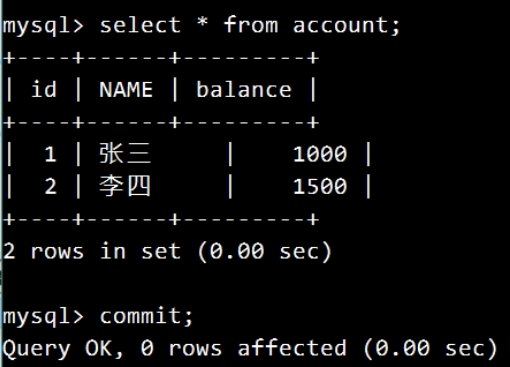 mysql> select * from account;
+----+------+---------+
| id | NAME | balance |
+----+------+---------+
|  1 | 张三     |    1000 |
|  2 | 李四     |    1500 |
+----+------+---------+
2 rows in set (0.00 sec)
mysql> commit;
Query OK, 0 rows affected (0.00 sec)